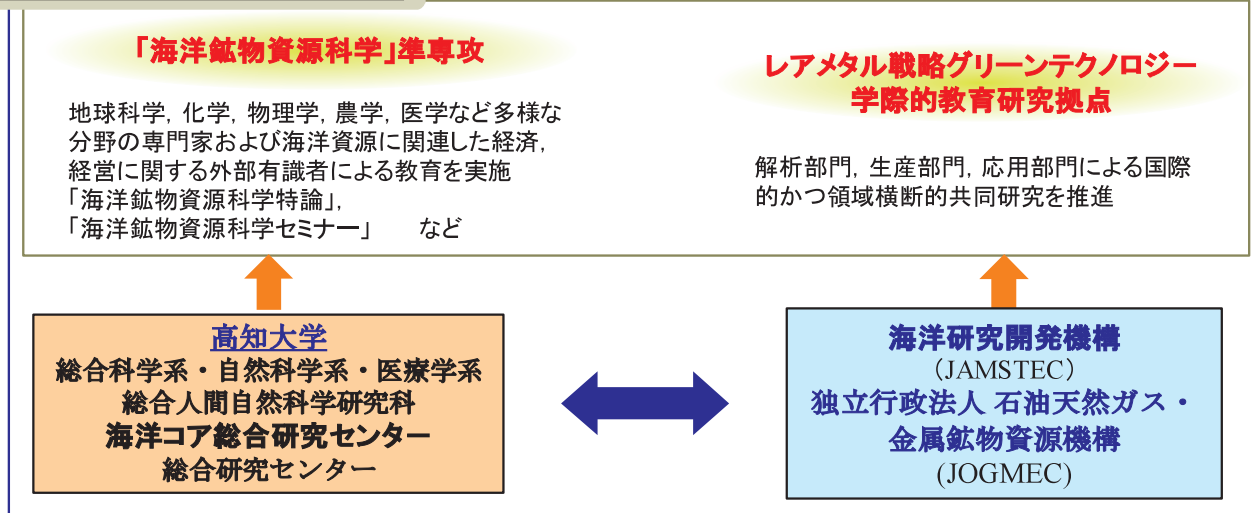 「海洋鉱物資源科学」準専攻
地球科学, 化学, 物理学, 農学, 医学など多様な
分野の専門家および海洋資源に関連した経済,
経営に関する外部有識者による教育を実施
「海洋鉱物資源科学特論」,
「海洋鉱物資源科学セミナー」　など
レアメタル戦略グリーンテクノロジー
学際的教育研究拠点
解析部門, 生産部門, 応用部門による国際
的かつ領域横断的共同研究を推進
高知大学
総合科学系・自然科学系・医療学系
総合人間自然科学研究科
海洋コア総合研究センター
総合研究センター
海洋研究開発機構
（JAMSTEC）
独立行政法人 石油天然ガス・
金属鉱物資源機構
(JOGMEC)